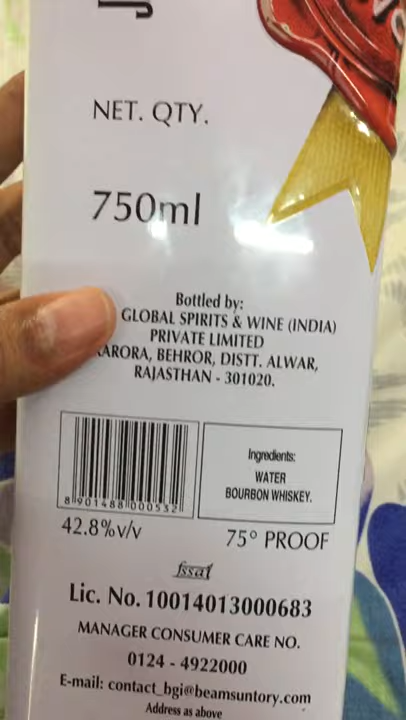 NET. QTY.
750ml
Bottled by:
GLOBAL SPIRITS & WINE (INDIA)
PRIVATE LIMITED
KARORA, BEHROR, DISTT. ALWAR,
RAJASTHAN - 301020.
8 901488 000532
Ingredients:
WATER
BOURBON WHISKEY.
42.8%v/v
75° PROOF
fssai
Lic. No. 10014013000683
MANAGER CONSUMER CARE NO.
0124 - 4922000
E-mail: contact_bgi@beamsuntory.com
Address as above